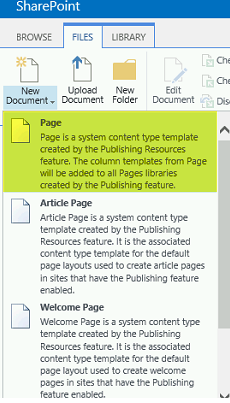 SharePoint
BROWSE FILES LIBRARY
New Document Upload Document New Folder Edit Document
Che
Che
Dis
Page
Page is a system content type template
created by the Publishing Resources
feature. The column templates from Page
will be added to all Pages libraries
created by the Publishing feature.
Article Page
Article Page is a system content type
template created by the Publishing
Resources feature. It is the associated
content type template for the default
page layouts used to create article pages
in sites that have the Publishing feature
enabled.
Welcome Page
Welcome Page is a system content type
template created by the Publishing
Resources feature. It is the associated
content type template for the default
page layout used to create welcome
pages in sites that have the Publishing
feature enabled.